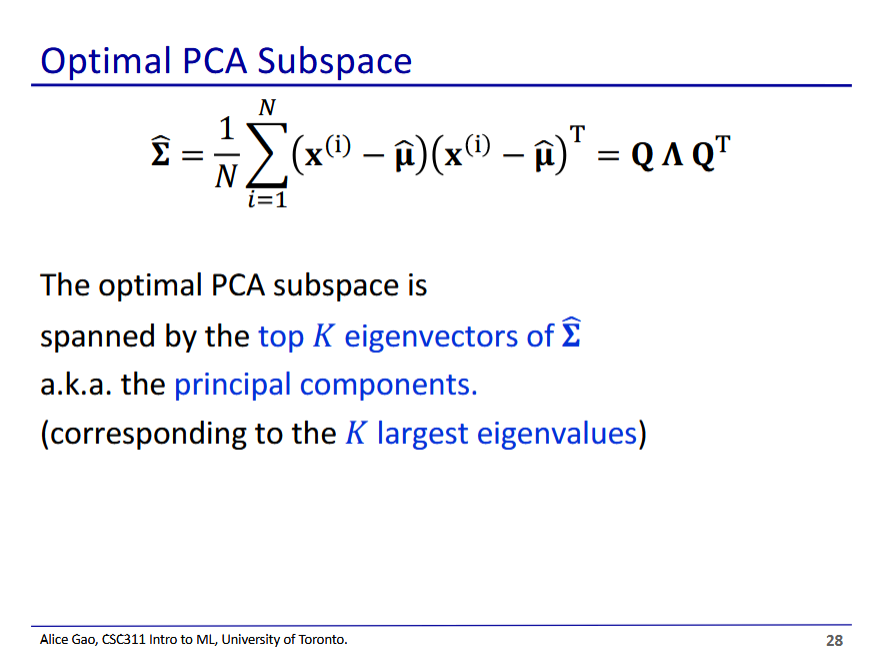 Optimal PCA Subspace
$\widehat{\mathbf{\Sigma}} = \frac{1}{N} \sum_{i=1}^{N} \left(\mathbf{x}^{(i)} - \widehat{\boldsymbol{\mu}}\right)\left(\mathbf{x}^{(i)} - \widehat{\boldsymbol{\mu}}\right)^{\mathrm{T}} = \mathbf{Q} \mathbf{\Lambda} \mathbf{Q}^{\mathrm{T}}$
The optimal PCA subspace is
spanned by the top $K$ eigenvectors of $\widehat{\mathbf{\Sigma}}$
a.k.a. the principal components.
(corresponding to the $K$ largest eigenvalues)
Alice Gao, CSC311 Intro to ML, University of Toronto.
28